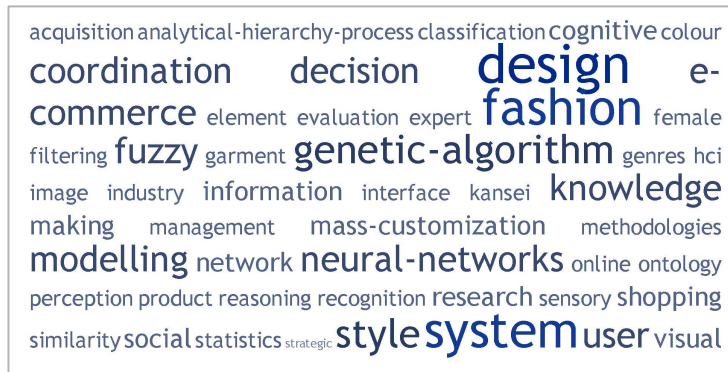 acquisition analytical-hierarchy-process classification cognitive colour
coordination decision design e-
commerce element evaluation expert fashion female
filtering fuzzy garment genetic-algorithm genres hci
image industry information interface kansei knowledge
making management mass-customization methodologies
modelling network neural-networks online ontology
perception product reasoning recognition research sensory shopping
similarity social statistics strategic style system user visual